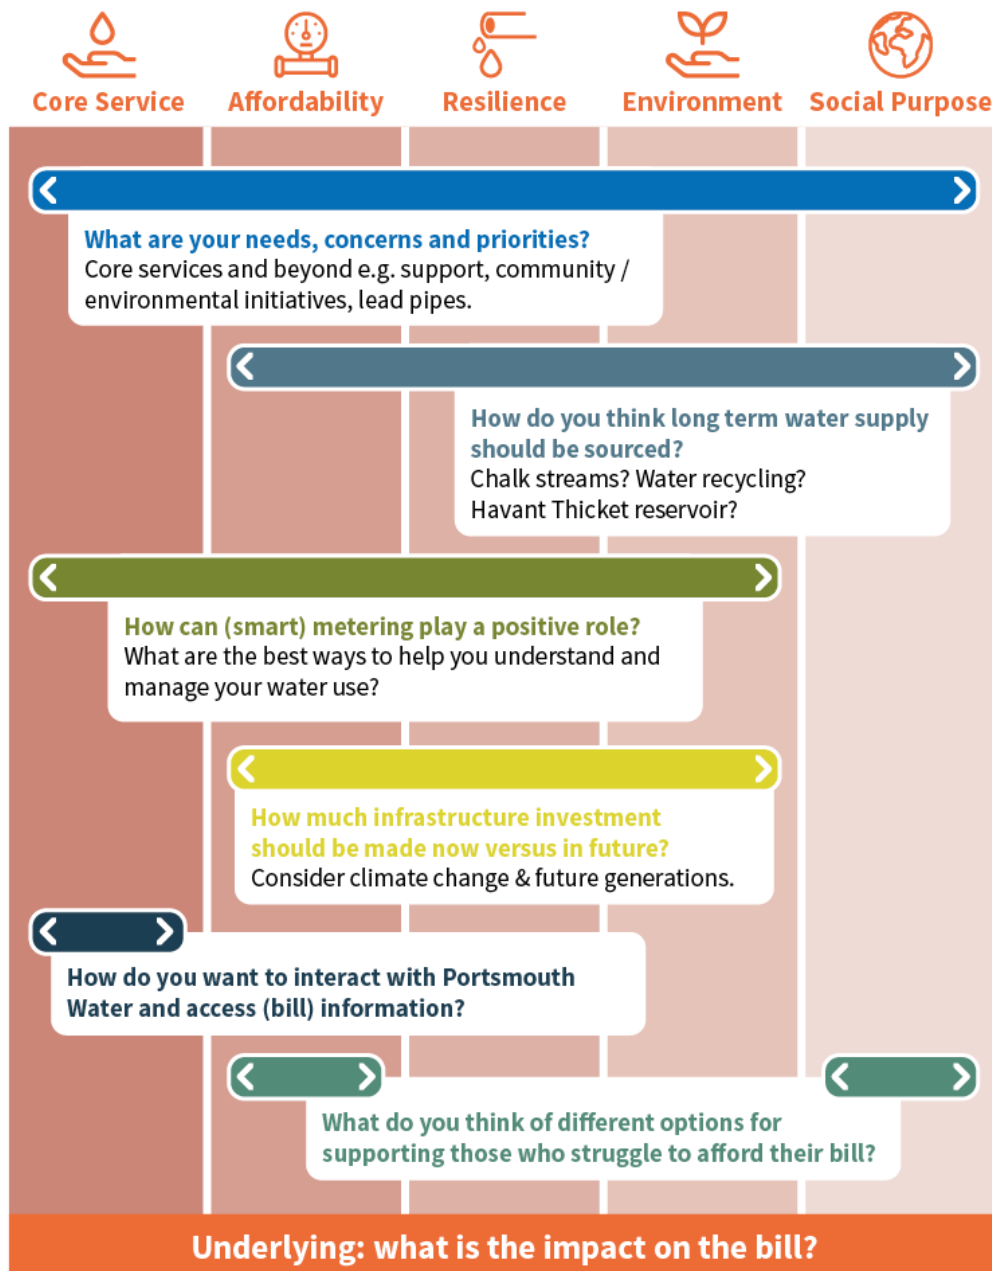 Core Service
Affordability
Resilience
Environment
Social Purpose
What are your needs, concerns and priorities?
Core services and beyond e.g. support, community /
environmental initiatives, lead pipes.
How do you think long term water supply
should be sourced?
Chalk streams? Water recycling?
Havant Thicket reservoir?
How can (smart) metering play a positive role?
What are the best ways to help you understand and
manage your water use?
How much infrastructure investment
should be made now versus in future?
Consider climate change & future generations.
How do you want to interact with Portsmouth
Water and access (bill) information?
What do you think of different options for
supporting those who struggle to afford their bill?
Underlying: what is the impact on the bill?